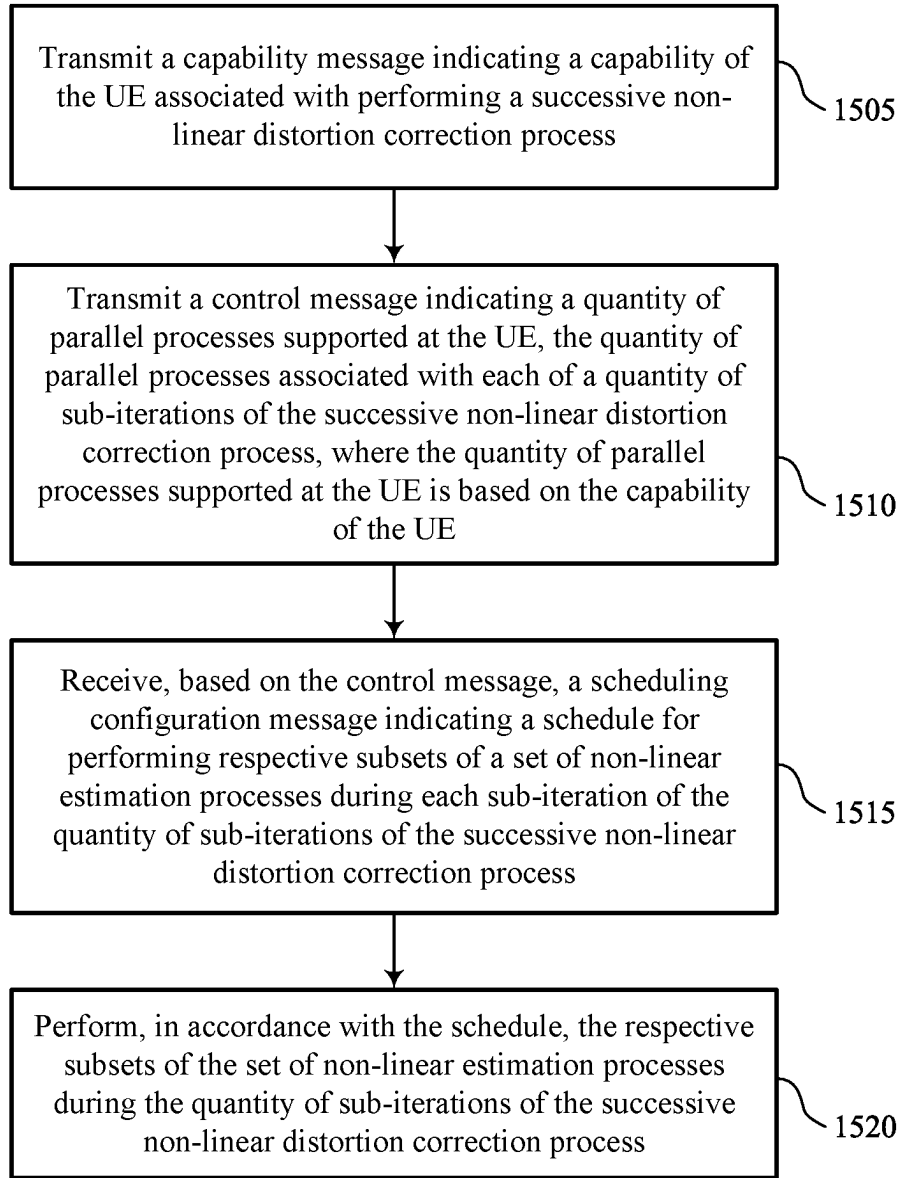 Transmit a capability message indicating a capability of
the UE associated with performing a successive non-
linear distortion correction process
1505
Transmit a control message indicating a quantity of
parallel processes supported at the UE, the quantity of
parallel processes associated with each of a quantity of
sub-iterations of the successive non-linear distortion
correction process, where the quantity of parallel
processes supported at the UE is based on the capability
of the UE
1510
Receive, based on the control message, a scheduling
configuration message indicating a schedule for
performing respective subsets of a set of non-linear
estimation processes during each sub-iteration of the
quantity of sub-iterations of the successive non-linear
distortion correction process
1515
Perform, in accordance with the schedule, the respective
subsets of the set of non-linear estimation processes
during the quantity of sub-iterations of the successive
non-linear distortion correction process
1520